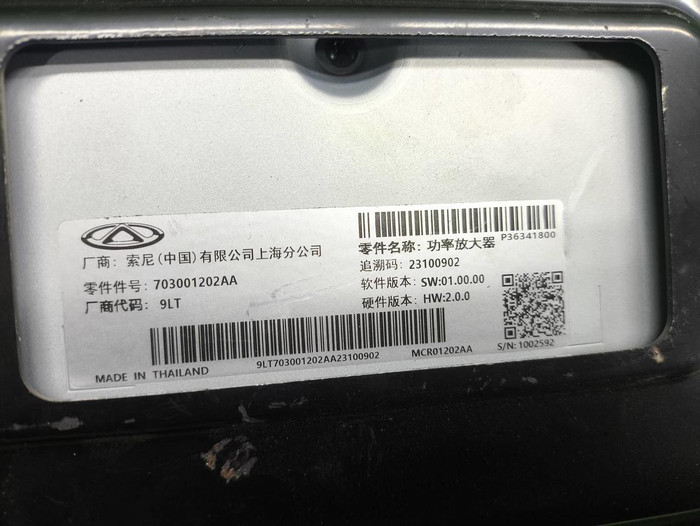 厂商：索尼(中国)有限公司上海分公司
零件件号：703001202AA
厂商代码：9LT
P36341800
零件名称：功率放大器
追溯码：23100902
软件版本：SW:01.00.00
硬件版本：HW:2.0.0
S/N: 1002592
9LT703001202AA23100902
MCR01202AA
MADE IN THAILAND